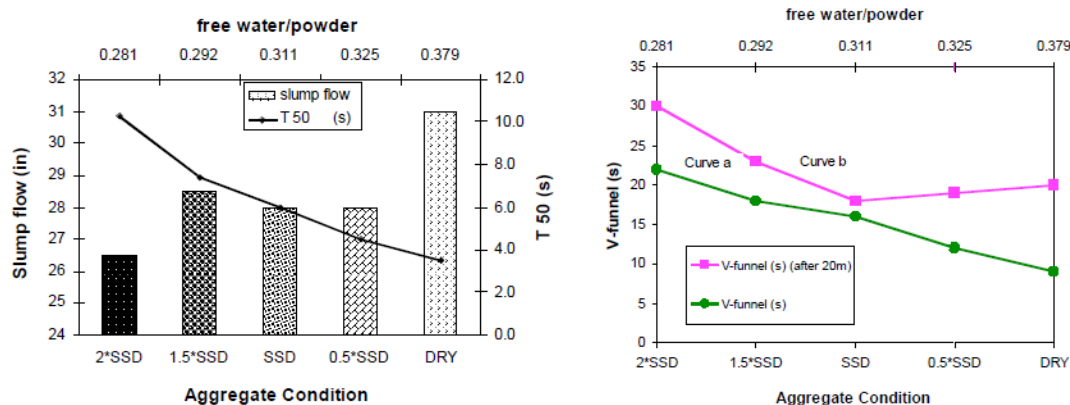 free water/powder
0.281 0.292 0.311 0.325 0.379
32
31
30
29
28
27
26
25
24
Slump flow (in)
slump flow
T 50 (s)
12.0
10.0
8.0
6.0
4.0
2.0
0.0
T 50 (s)
2*SSD 1.5*SSD SSD 0.5*SSD DRY
Aggregate Condition
free water/powder
0.281 0.292 0.311 0.325 0.379
35
30
25
20
15
10
5
0
V-funnel (s)
Curve a Curve b
V-funnel (s) (after 20m)
V-funnel (s)
2*SSD 1.5*SSD SSD 0.5*SSD DRY
Aggregate Condition